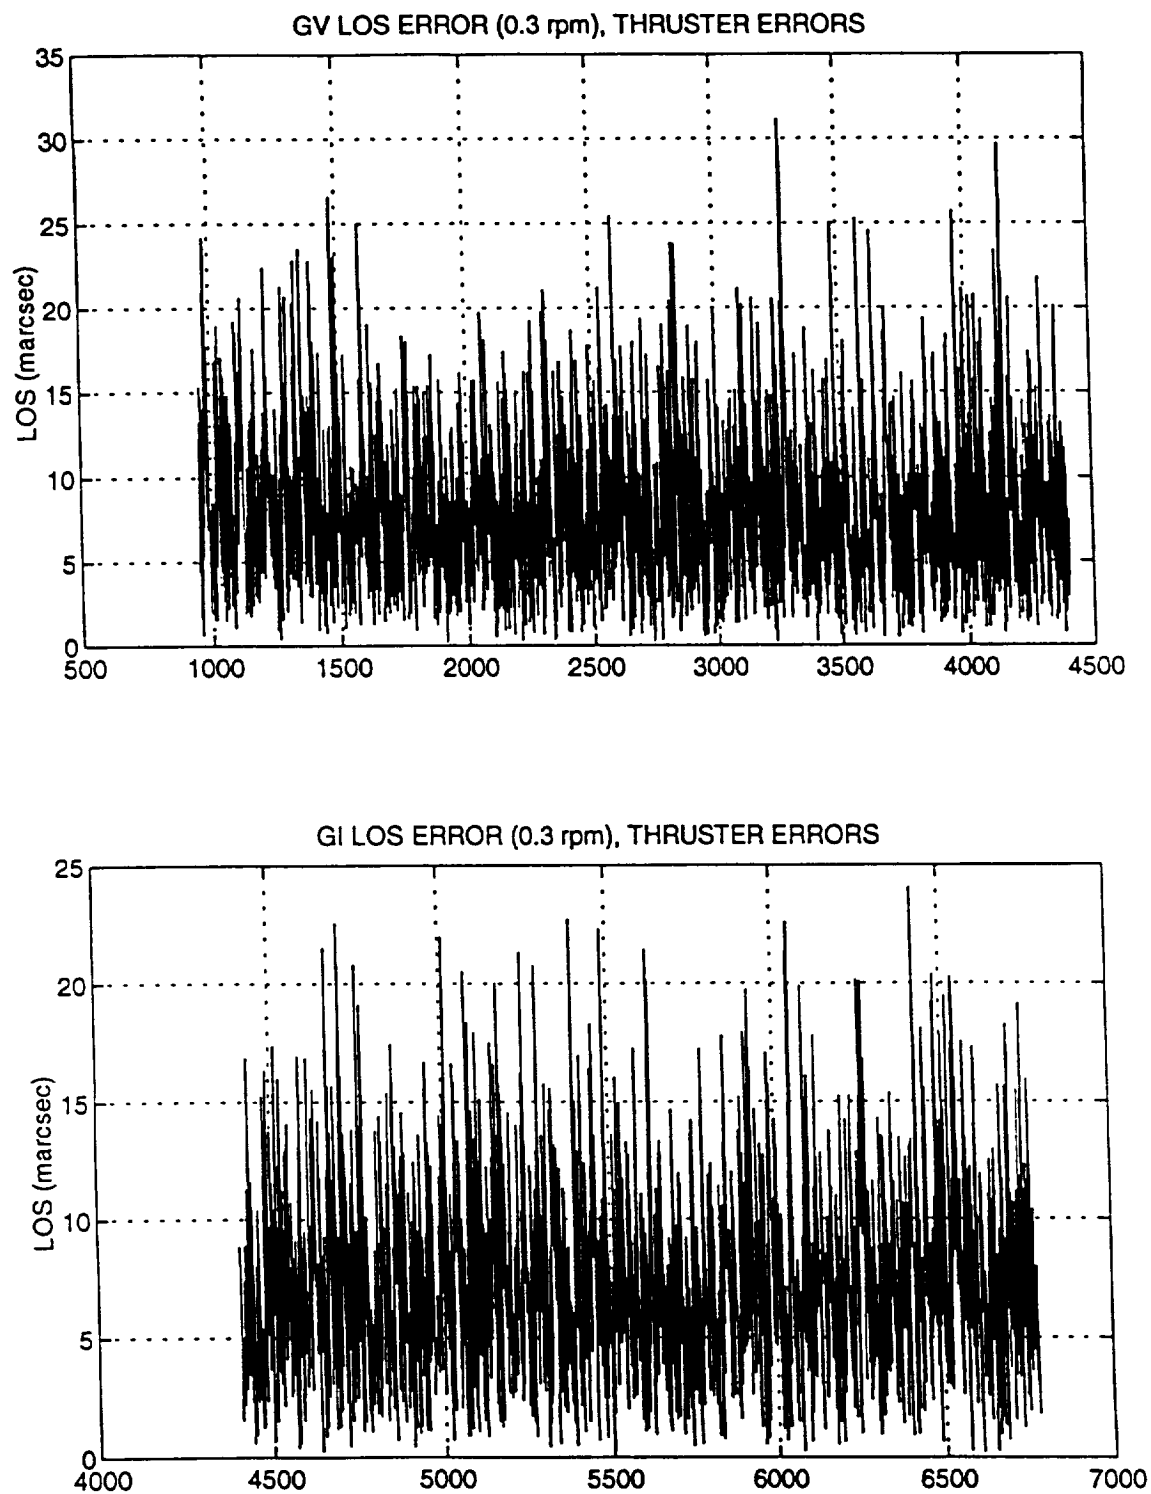 GV LOS ERROR (0.3 rpm), THRUSTER ERRORS
35
30
25
20
15
10
5
0
LOS (marcsec)
500 1000 1500 2000 2500 3000 3500 4000 4500
GI LOS ERROR (0.3 rpm), THRUSTER ERRORS
25
20
15
10
5
0
LOS (marcsec)
4000 4500 5000 5500 6000 6500 7000